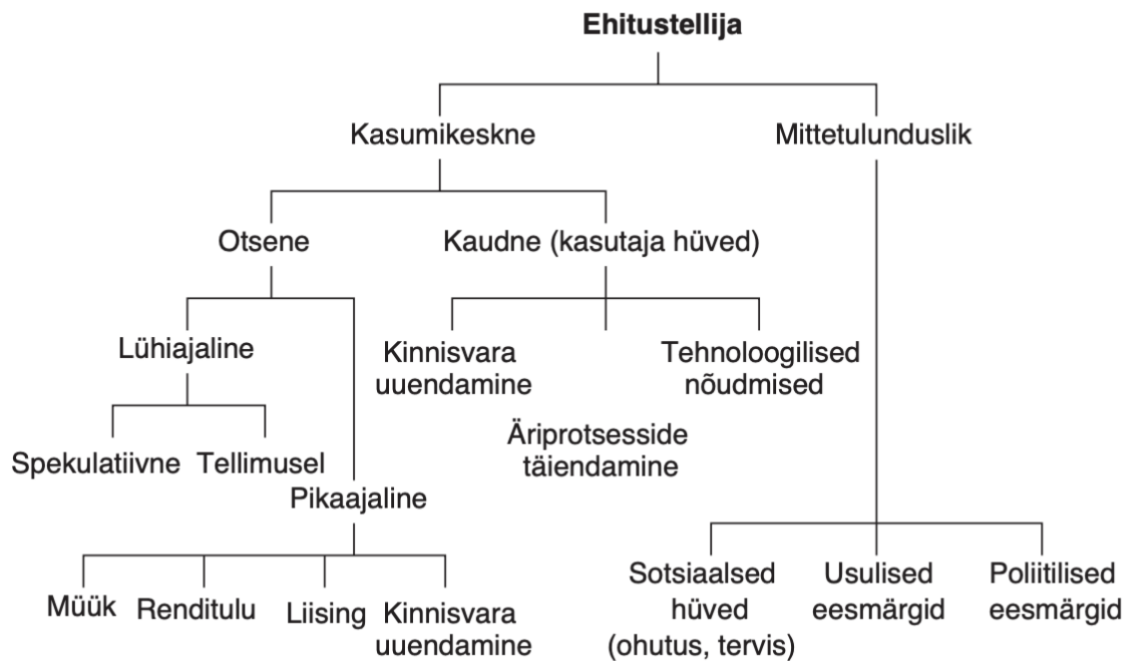 Ehitustellija
Kasumikeskne
Mittetulunduslik
Otsene
Kaudne (kasutaja hüved)
Lühiajaline
Kinnisvara
uuendamine
Tehnoloogilised
nõudmised
Äriprotsesside
täiendamine
Spekulatiivne
Tellimusel
Pikaajaline
Müük
Renditulu
Liising
Kinnisvara
uuendamine
Sotsiaalsed
hüved
(ohutus, tervis)
Usulised
eesmärgid
Poliitilised
eesmärgid